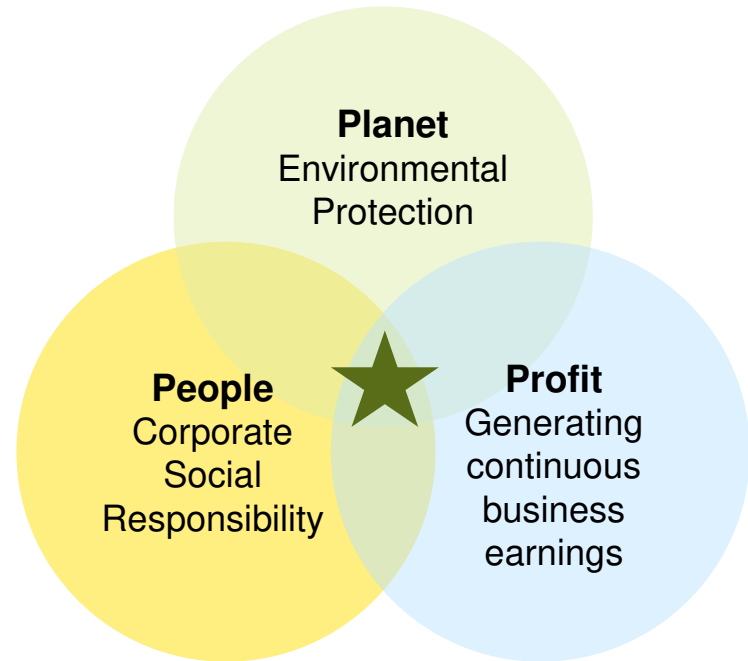 Planet
Environmental
Protection
People
Corporate
Social
Responsibility
Profit
Generating
continuous
business
earnings